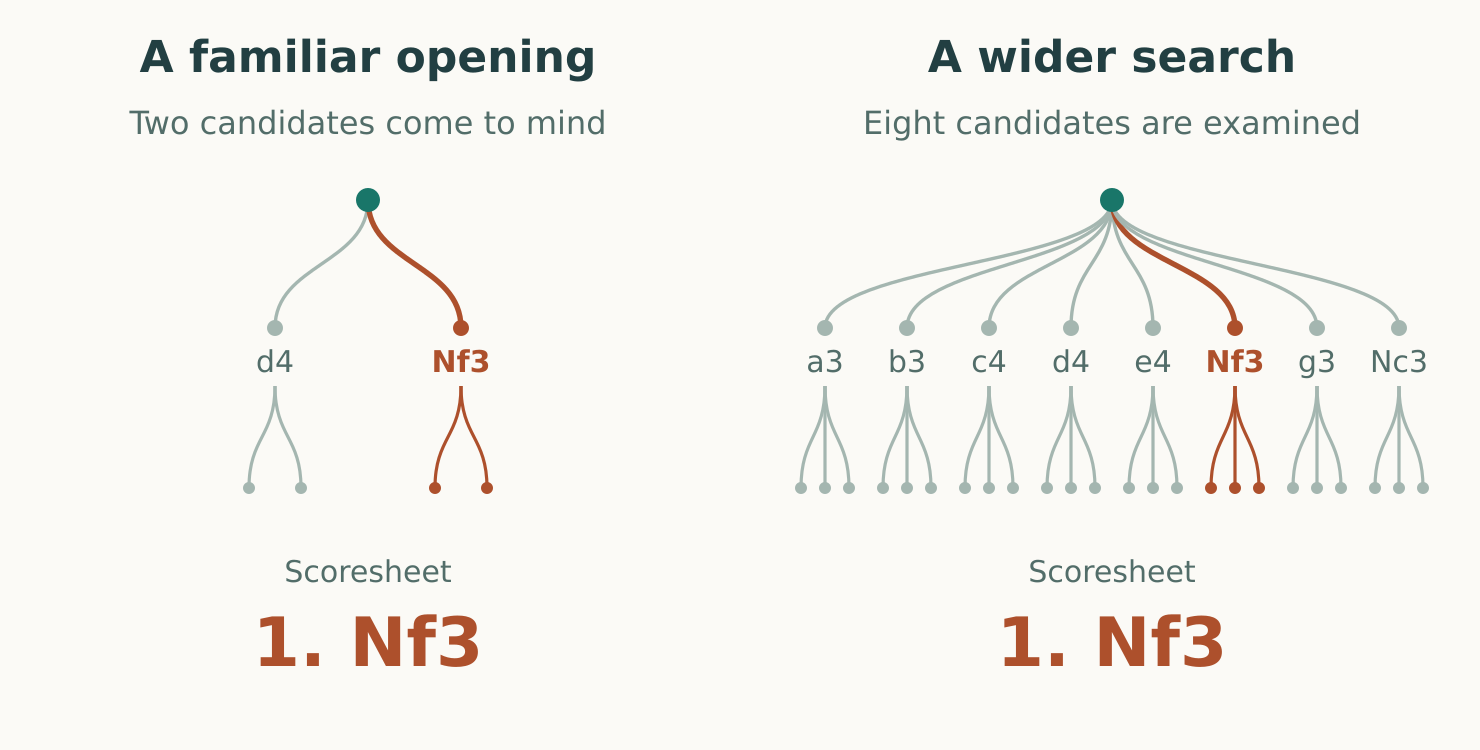 A familiar opening
Two candidates come to mind
d4 Nf3
Scoresheet
1. Nf3
A wider search
Eight candidates are examined
a3 b3 c4 d4 e4 Nf3 g3 Nc3
Scoresheet
1. Nf3